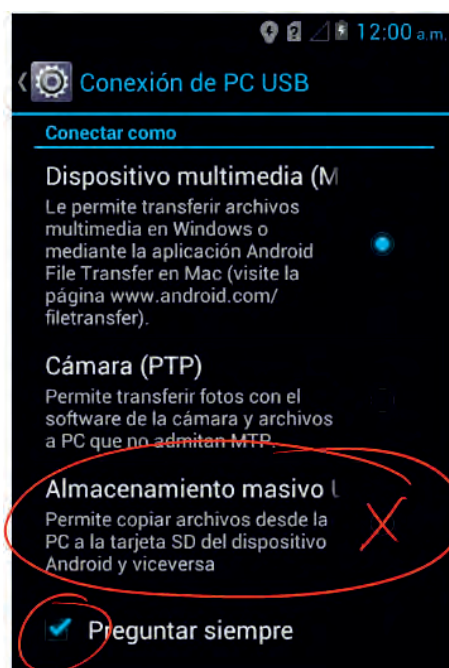 12:00 a.m.
Conexión de PC USB
Conectar como
Dispositivo multimedia (M
Le permite transferir archivos
multimedia en Windows o
mediante la aplicación Android
File Transfer en Mac (visite la
página www.android.com/
filetransfer).
Cámara (PTP)
Permite transferir fotos con el
software de la cámara y archivos
a PC que no admitan MTP.
Almacenamiento masivo
Permite copiar archivos desde la
PC a la tarjeta SD del dispositivo
Android y viceversa
Preguntar siempre